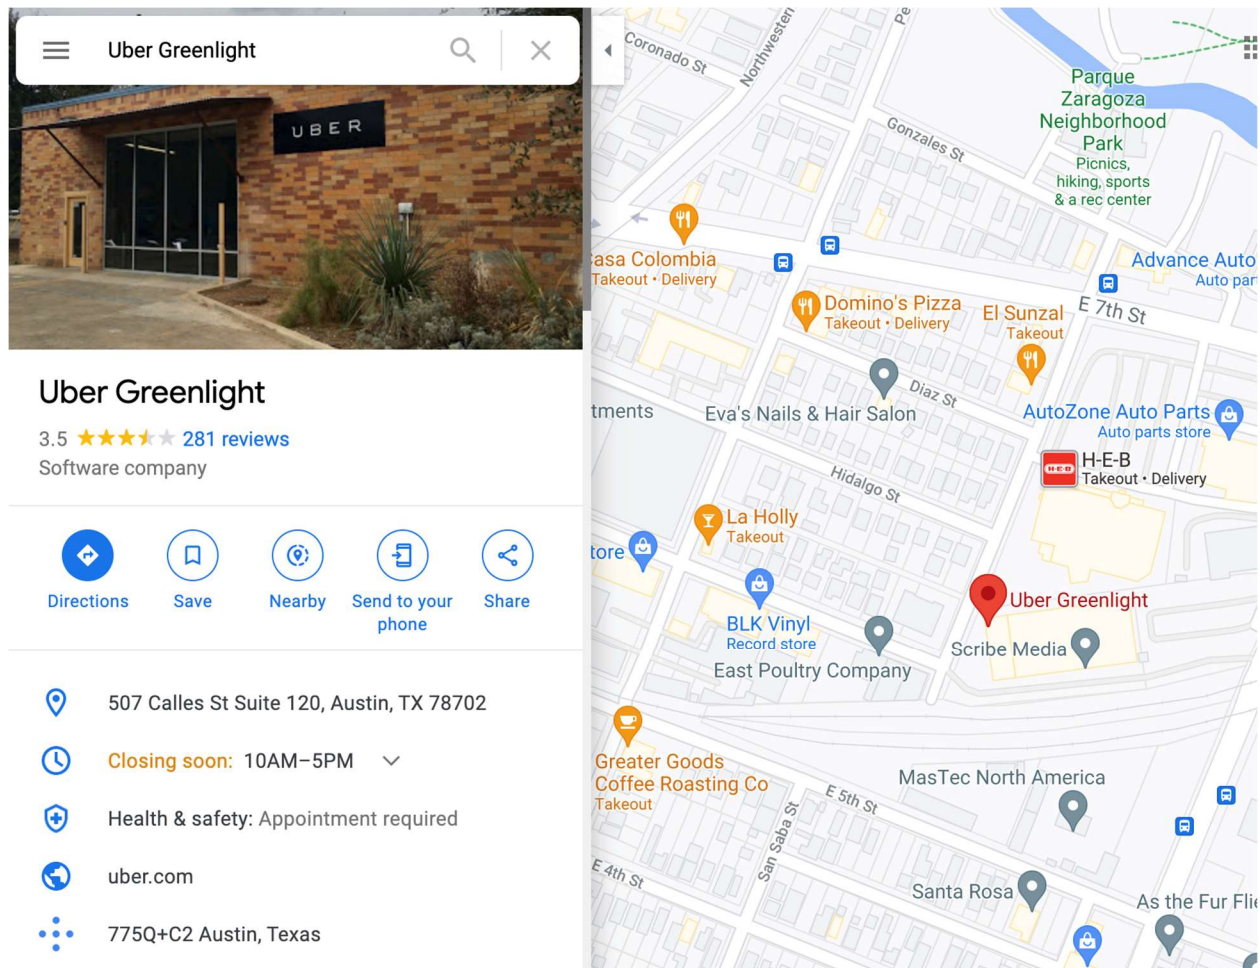 Uber Greenlight
UBER
Uber Greenlight
3.5 281 reviews
Software company
Directions
Save
Nearby
Send to your
phone
Share
507 Calles St Suite 120, Austin, TX 78702
Closing soon: 10AM–5PM
Health & safety: Appointment required
uber.com
775Q+C2 Austin, Texas
Coronado St
Northwestern
Pe
Gonzales St
Parque
Zaragoza
Neighborhood
Park
Picnics,
hiking, sports
& a rec center
asa Colombia
Takeout • Delivery
Advance Auto
Auto par
Domino's Pizza
Takeout • Delivery
El Sunzal
Takeout
E 7th St
Diaz St
tments
Eva's Nails & Hair Salon
AutoZone Auto Parts
Auto parts store
H-E-B
H-E-B
Takeout • Delivery
Hidalgo St
La Holly
Takeout
tore
BLK Vinyl
Record store
Uber Greenlight
Scribe Media
East Poultry Company
Greater Goods
Coffee Roasting Co
Takeout
MasTec North America
E 5th St
San Saba St
E 4th St
Santa Rosa
As the Fur Flie